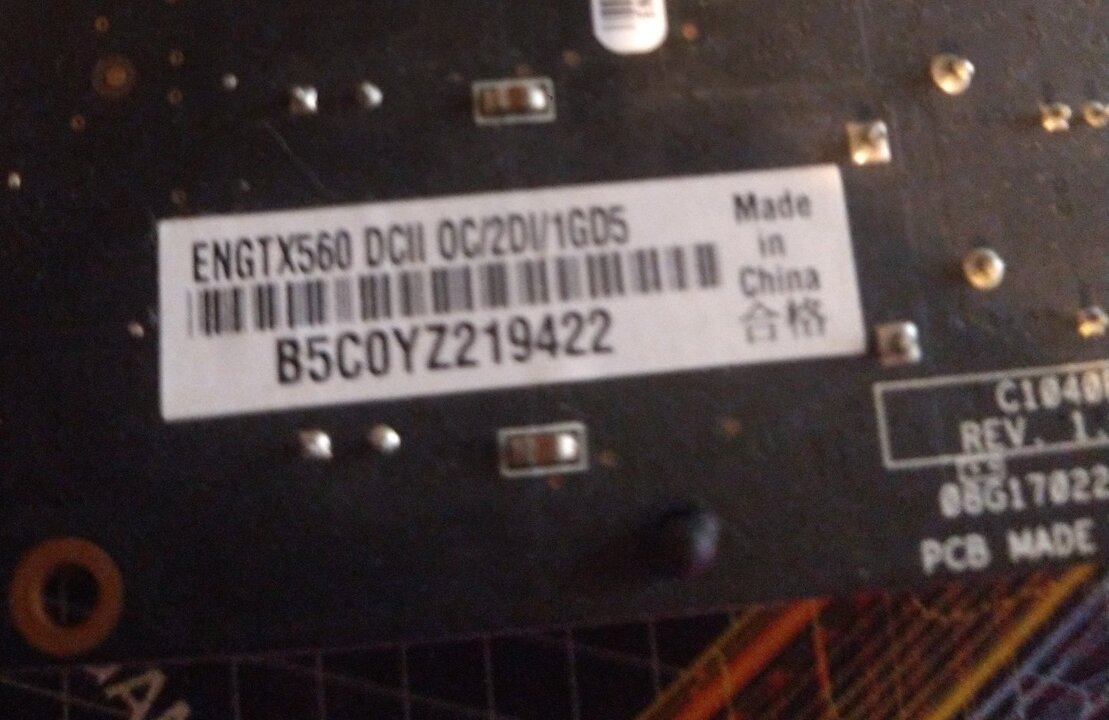 ENGTX560 DCII OC/2DI/1GD5
B5C0YZ219422
Made
in
China
合格
REV. 1.
PCB MADE